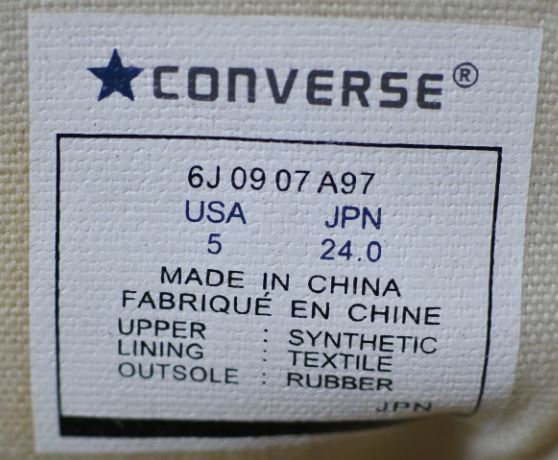 ★CONVERSE®
6J 09 07 A97
USA JPN
5 24.0
MADE IN CHINA
FABRIQUÉ EN CHINE
UPPER : SYNTHETIC
LINING : TEXTILE
OUTSOLE : RUBBER
JPN